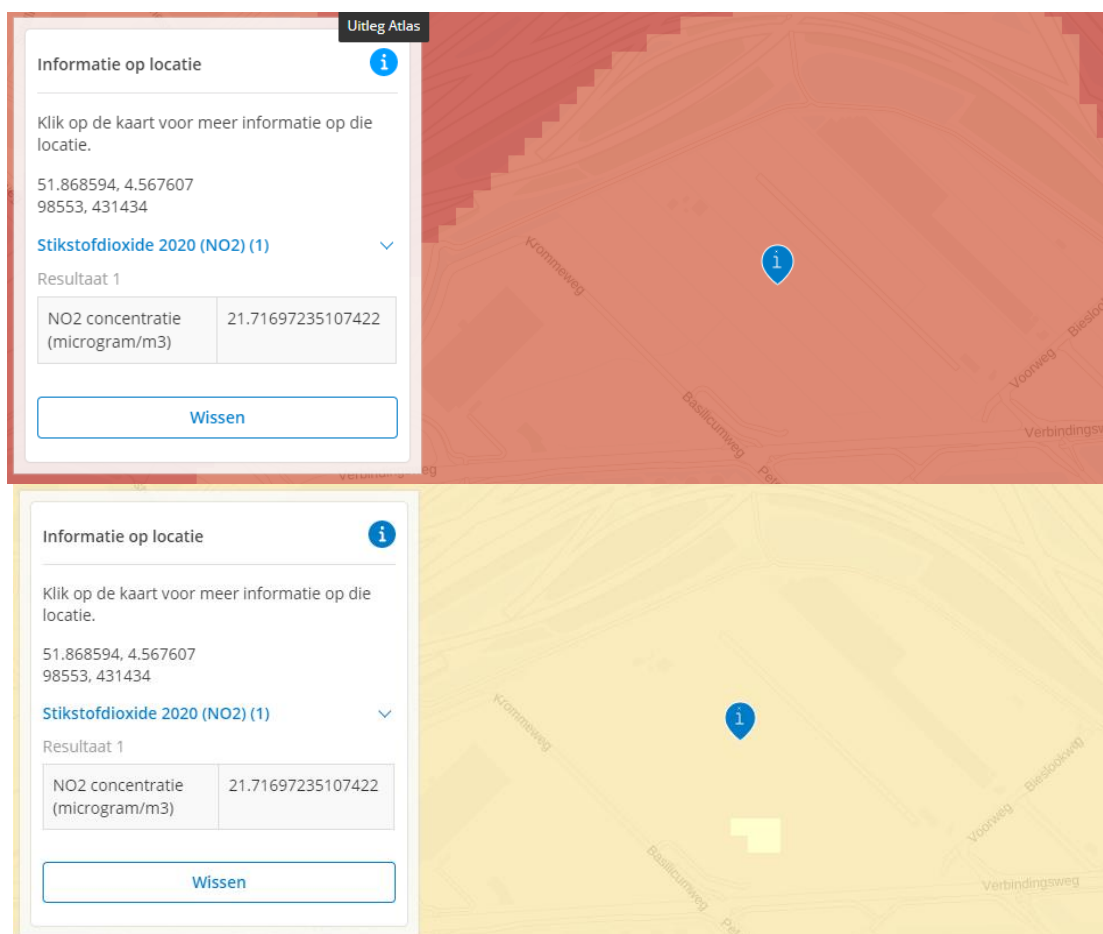 Uitleg Atlas
Informatie op locatie
i
Klik op de kaart voor meer informatie op die
locatie.
51.868594, 4.567607
98553, 431434
Stikstofdioxide 2020 (NO2) (1)
Resultaat 1
NO2 concentratie
(microgram/m3)
21.71697235107422
Wissen
i
Krommeweg
Basilicumweg
Voorweg
Verbindingsw
Informatie op locatie
i
Klik op de kaart voor meer informatie op die
locatie.
51.868594, 4.567607
98553, 431434
Stikstofdioxide 2020 (NO2) (1)
Resultaat 1
NO2 concentratie
(microgram/m3)
21.71697235107422
Wissen
i
Krommeweg
Basilicumweg
Voorweg
Bieslookweg
Verbindingsweg